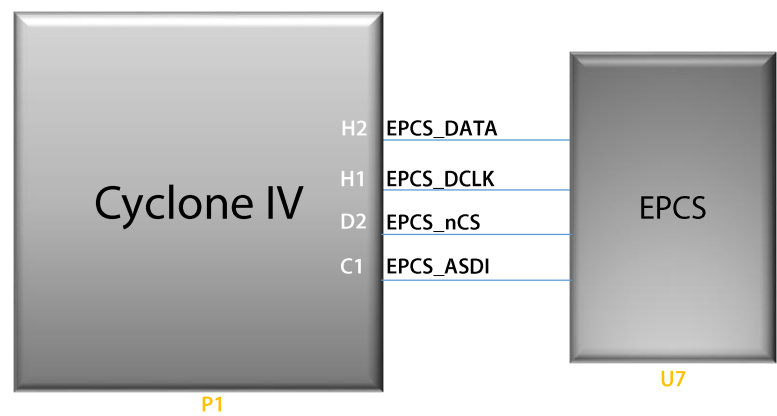 H2 EPCS_DATA
H1 EPCS_DCLK
Cyclone IV
D2 EPCS_nCS
EPCS
C1 EPCS_ASDI
U7
P1